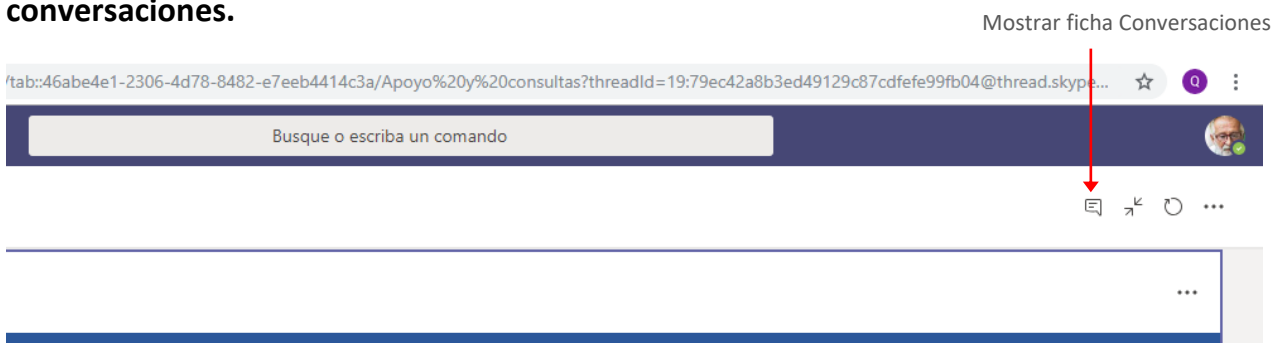 conversaciones.
Mostrar ficha Conversaciones
/tab::46abe4e1-2306-4d78-8482-e7eeb4414c3a/Apoyo%20y%20consultas?threadId=19:79ec42a8b3ed49129c87cdfefe99fb04@thread.skype...
Q
Busque o escriba un comando